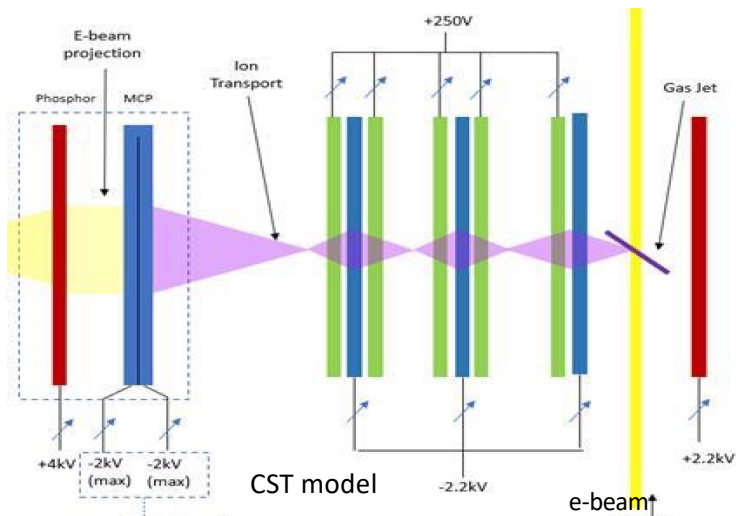 +250V
E-beam
projection
Ion
Transport
Gas Jet
Phosphor
MCP
+4kV
-2kV
(max)
-2kV
(max)
CST model
-2.2kV
+2.2kV
e-beam